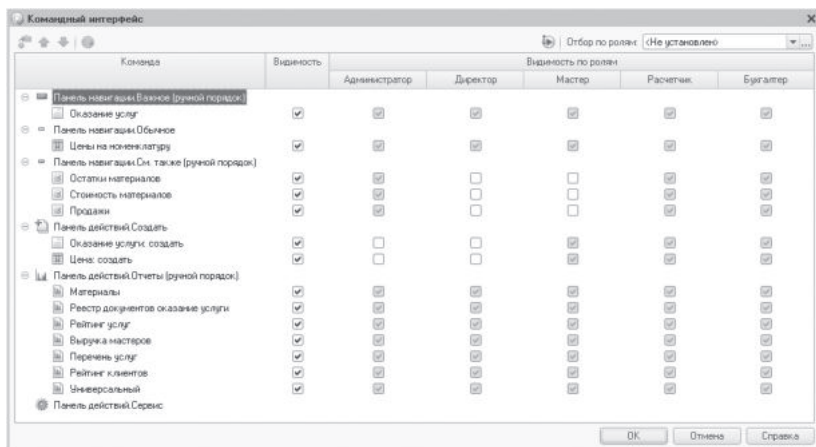 Командный интерфейс
Отбор по ролям: <Не установлено>
Команда Видимость Видимость по ролям
Администратор Директор Мастер Расчетчик Бухгалтер
Панель навигации.Важное (ручной порядок)
Оказание услуг
Панель навигации.Обычное
Цены на номенклатуру
Панель навигации.См. также (ручной порядок)
Остатки материалов
Стоимость материалов
Продажи
Панель действий.Создать
Оказание услуги: создать
Цена: создать
Панель действий.Отчеты (ручной порядок)
Материалы
Реестр документов оказание услуги
Рейтинг услуг
Выручка мастеров
Перечень услуг
Рейтинг клиентов
Универсальный
Панель действий.Сервис
OK Отмена Справка